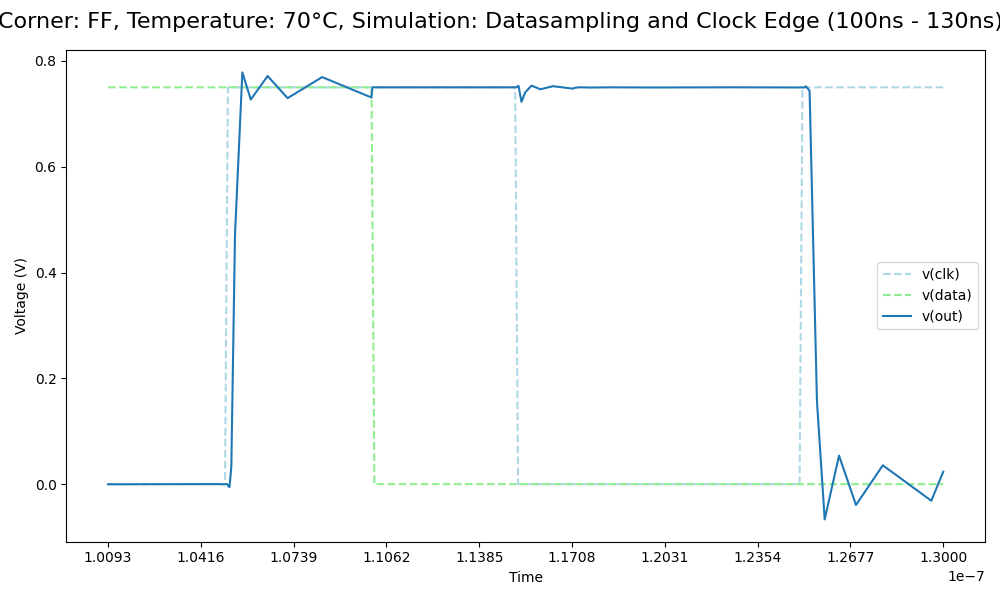 Corner: FF, Temperature: 70°C, Simulation: Datasampling and Clock Edge (100ns - 130ns)
0.8
0.6
0.4
0.2
0.0
Voltage (V)
v(clk)
v(data)
v(out)
1.0093 1.0416 1.0739 1.1062 1.1385 1.1708 1.2031 1.2354 1.2677 1.3000
1e−7
Time